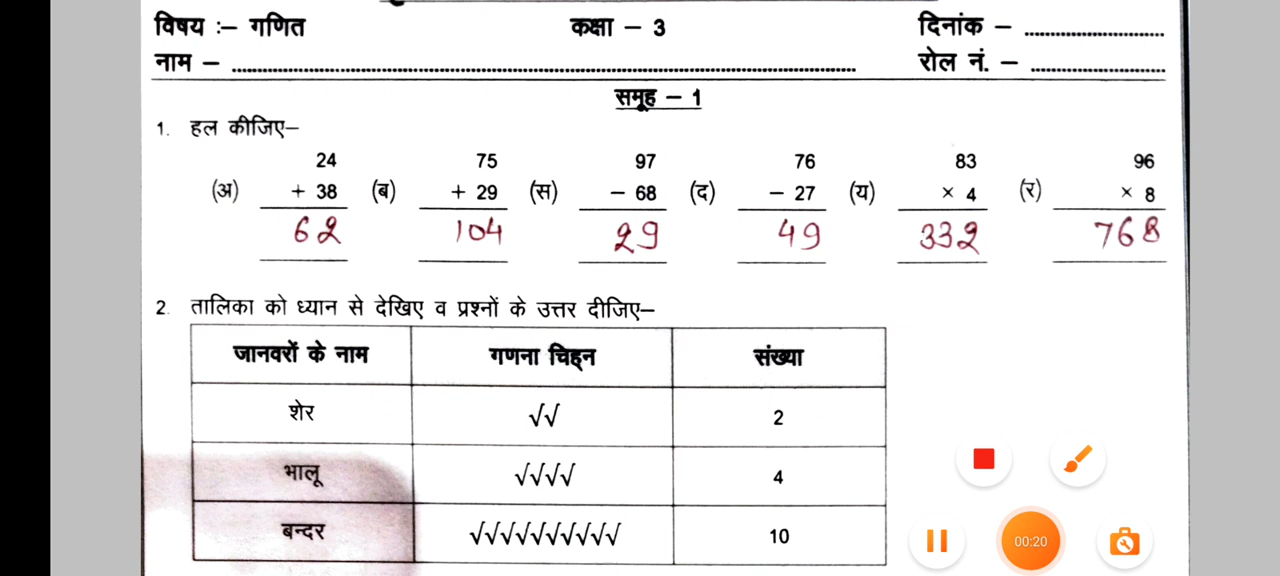 विषय :– गणित कक्षा – 3 दिनांक – ........................
नाम – ........................ रोल नं. – ........................
समूह – 1
1. हल कीजिए–
24 75 97 76 83 96
(अ) + 38 (ब) + 29 (स) – 68 (द) – 27 (य) × 4 (र) × 8
62 104 29 49 332 768
2. तालिका को ध्यान से देखिए व प्रश्नों के उत्तर दीजिए–
जानवरों के नाम गणना चिह्न संख्या
शेर √√ 2
भालू √√√√ 4
बन्दर √√√√√√√√√√ 10
00:20